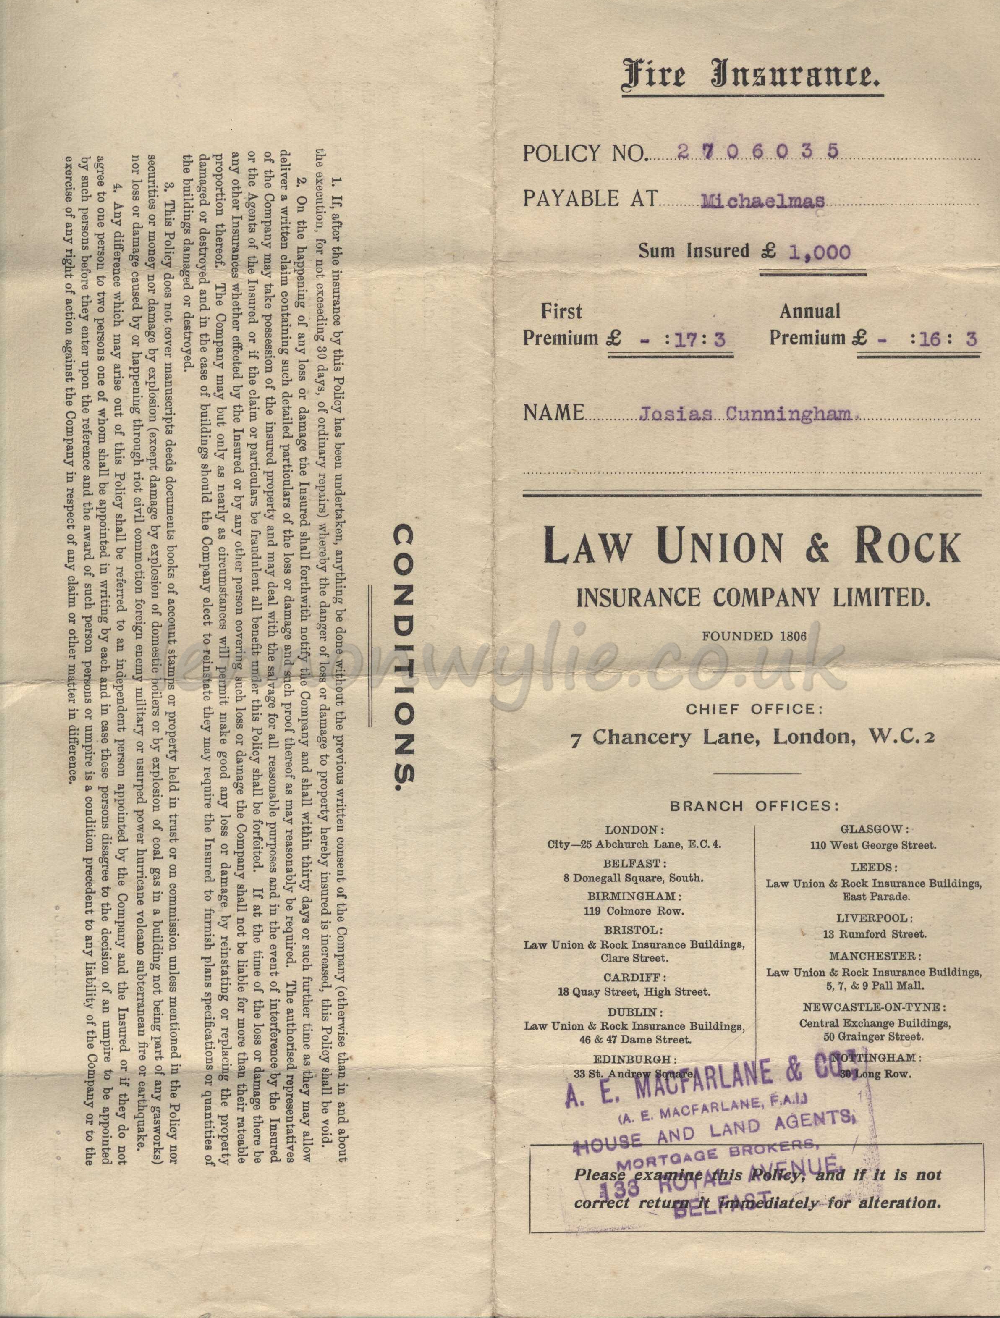 Fire Insurance.
POLICY NO. 2706035
PAYABLE AT Michaelmas
Sum Insured £ 1,000
First
Premium £ - :17: 3
Annual
Premium £ - :16: 3
NAME Josias Cunningham.
LAW UNION & ROCK
INSURANCE COMPANY LIMITED.
FOUNDED 1806
CHIEF OFFICE:
7 Chancery Lane, London, W.C.2
BRANCH OFFICES:
LONDON:
City—25 Abchurch Lane, E.C.4.
BELFAST:
8 Donegall Square, South.
BIRMINGHAM:
119 Colmore Row.
BRISTOL:
Law Union & Rock Insurance Buildings,
Clare Street.
CARDIFF:
18 Quay Street, High Street.
DUBLIN:
Law Union & Rock Insurance Buildings,
46 & 47 Dame Street.
EDINBURGH:
33 St. Andrew Square.
GLASGOW:
110 West George Street.
LEEDS:
Law Union & Rock Insurance Buildings,
East Parade.
LIVERPOOL:
13 Rumford Street.
MANCHESTER:
Law Union & Rock Insurance Buildings,
5, 7, & 9 Pall Mall.
NEWCASTLE-ON-TYNE:
Central Exchange Buildings,
50 Grainger Street.
NOTTINGHAM:
Long Row.
A. E. MACFARLANE & CO.,
(A. E. MACFARLANE, F.A.I.)
HOUSE AND LAND AGENTS,
MORTGAGE BROKERS,
133 ROYAL AVENUE,
BELFAST.
Please examine this Policy, and if it is not
correct return it immediately for alteration.
CONDITIONS.
1. If, after the insurance by this Policy has been undertaken, anything be done without the previous written consent of the Company (otherwise than in and about
the execution, for not exceeding 30 days, of ordinary repairs) whereby the danger of loss or damage to property hereby insured is increased, this Policy shall be void.
2. On the happening of any loss or damage the Insured shall forthwith notify the Company and shall within thirty days or such further time as they may allow
deliver a written claim containing such detailed particulars of the loss or damage and such proof thereof as may reasonably be required. The authorised representatives
of the Company may take possession of the insured property and may deal with the salvage for all reasonable purposes and in the event of interference by the Insured
or the Agents of the Insured or if the claim or particulars be fraudulent all benefit under this Policy shall be forfeited. If at the time of the loss or damage there be
any other Insurances whether effected by the Insured or by any other person covering such loss or damage the Company shall not be liable for more than their rateable
proportion thereof. The Company may but only as nearly as circumstances will permit make good any loss or damage by reinstating or replacing the property
damaged or destroyed and in the case of buildings should the Company elect to reinstate they may require the Insured to furnish plans specifications or quantities of
the buildings damaged or destroyed.
3. This Policy does not cover manuscripts deeds documents books of account stamps or property held in trust or on commission unless mentioned in the Policy nor
securities or money nor damage by explosion (except damage by explosion of domestic boilers or by explosion of coal gas in a building not being part of any gasworks)
nor loss or damage caused by or happening through riot civil commotion foreign enemy military or usurped power hurricane volcano subterranean fire or earthquake.
4. Any difference which may arise out of this Policy shall be referred to an independent person appointed by the Company and the Insured or if they do not
agree to one person to two persons one of whom shall be appointed in writing by each and in case those persons disagree to the decision of an umpire to be appointed
by such persons before they enter upon the reference and the award of such person persons or umpire is a condition precedent to any liability of the Company or to the
exercise of any right of action against the Company in respect of any claim or other matter in difference.